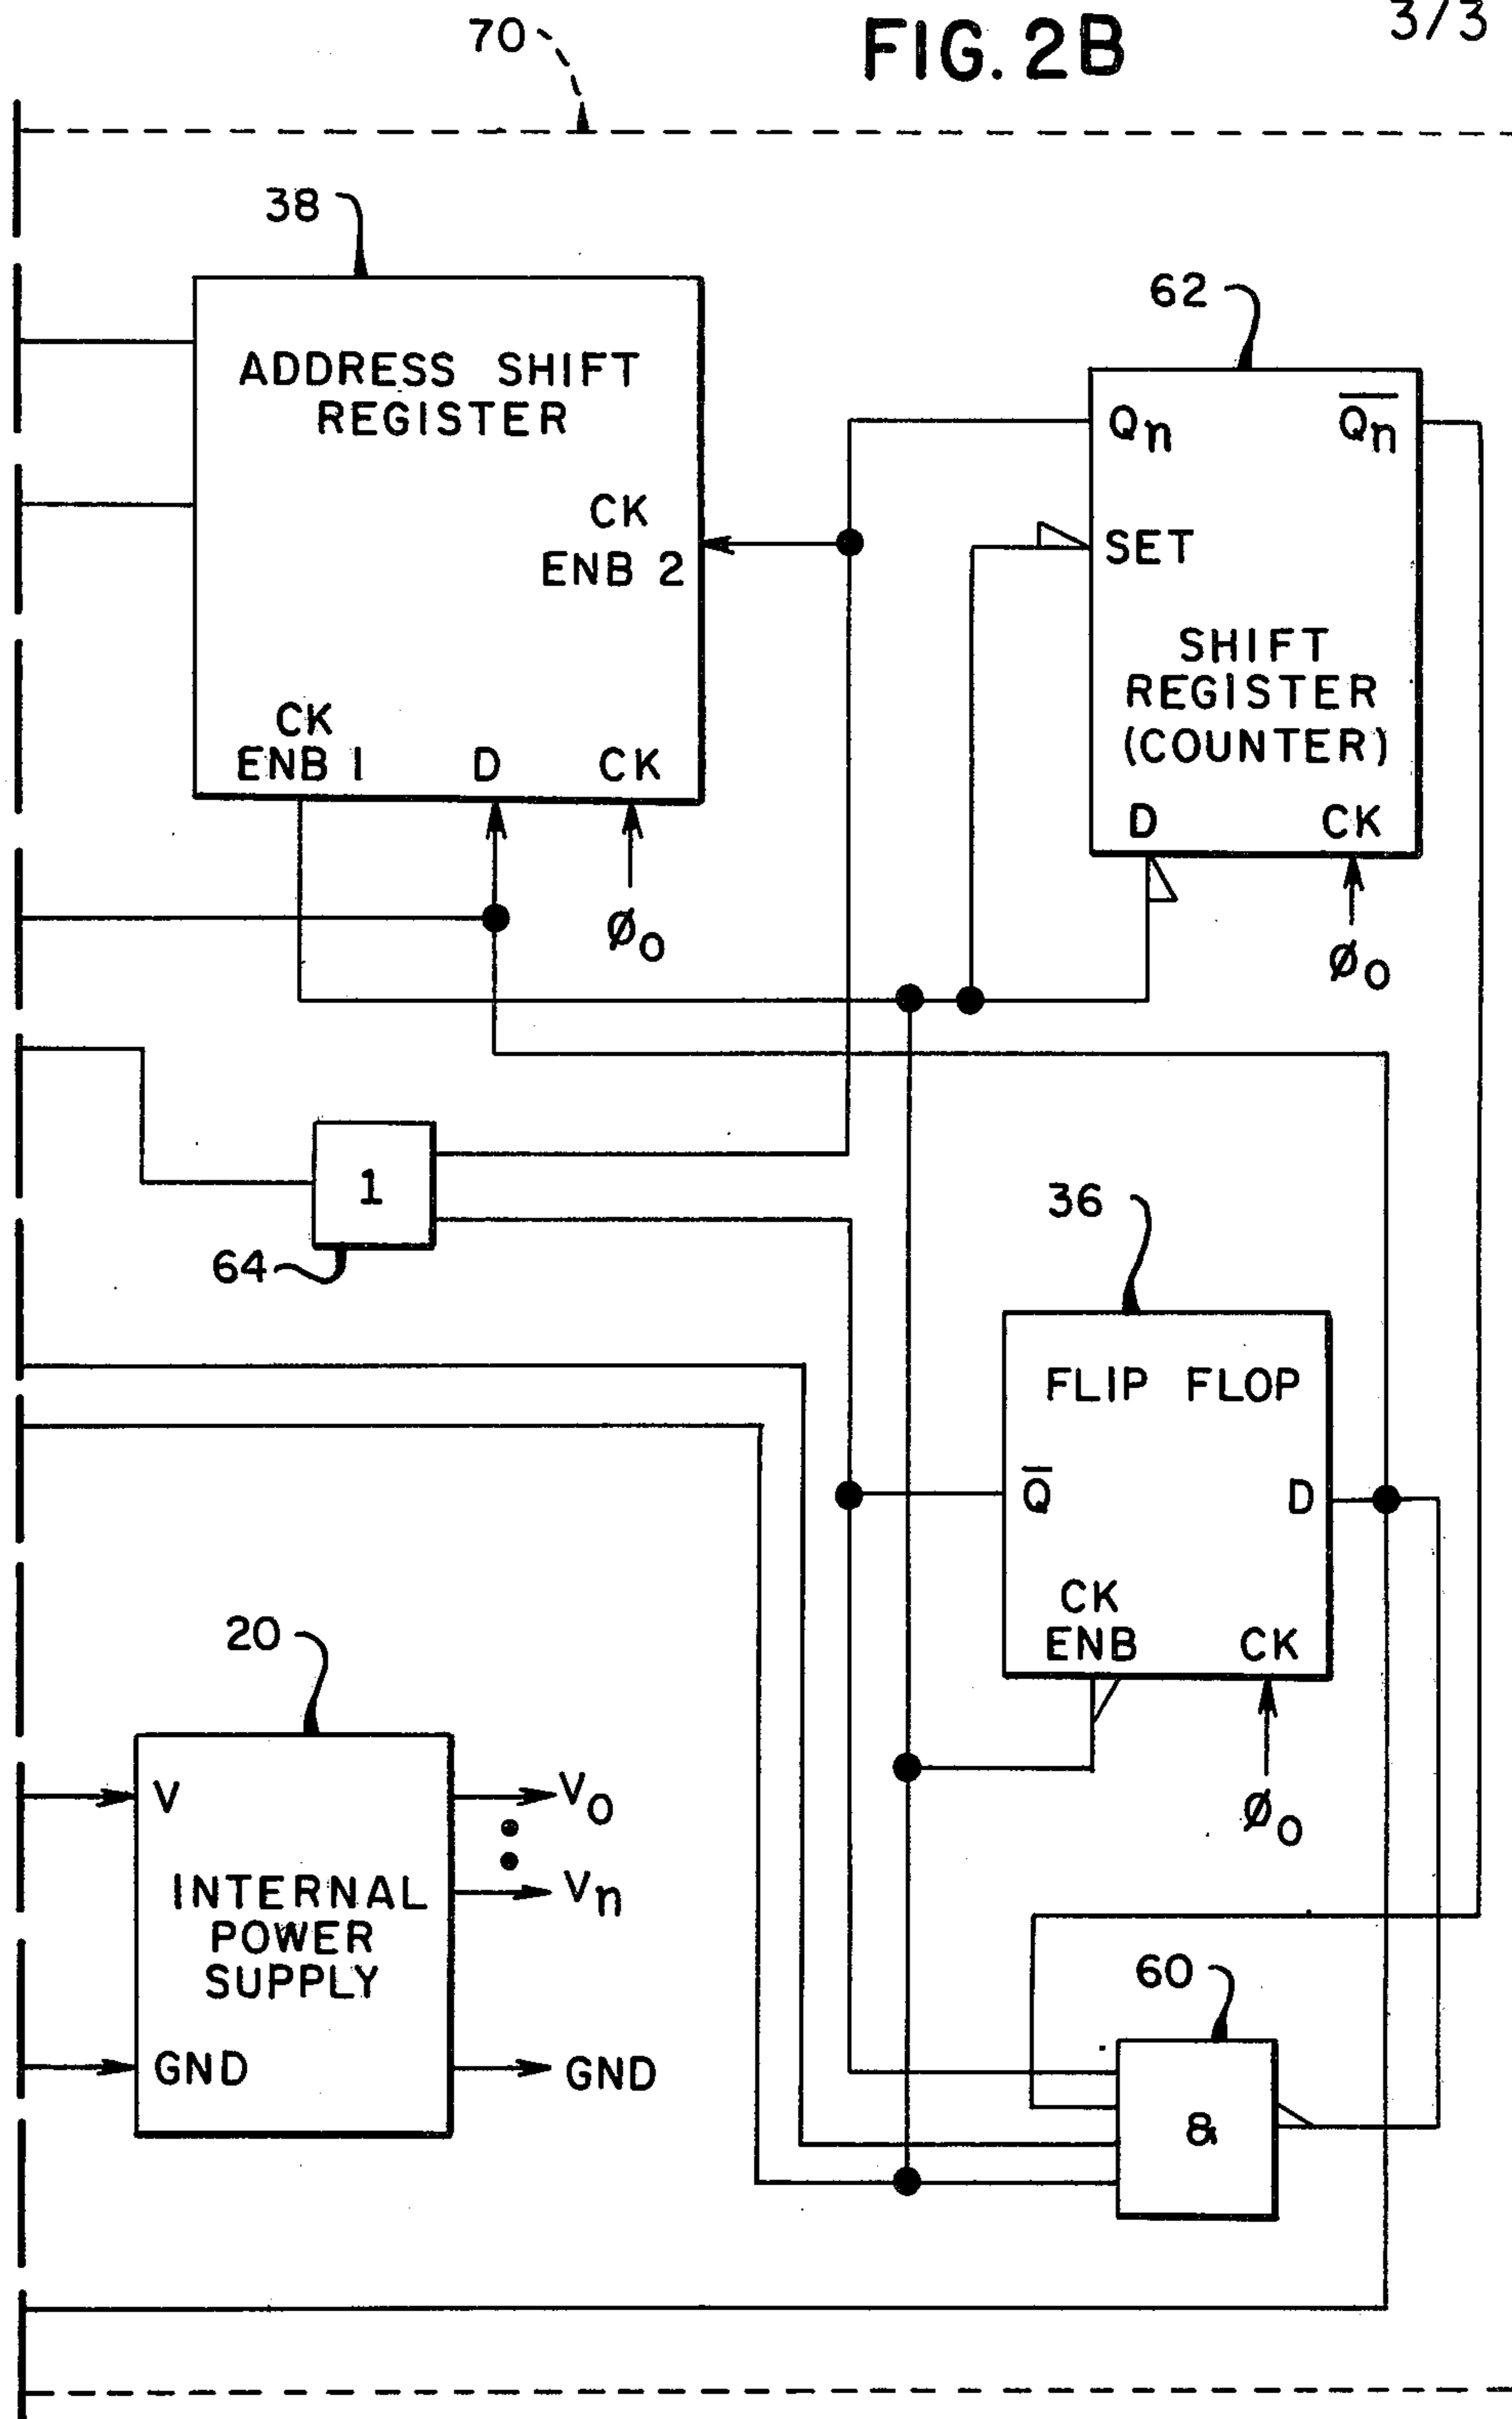 FIG. 2B
3/3
70
38
ADDRESS SHIFT
REGISTER
CK
ENB 2
CK
ENB 1
D
CK
Ø0
62
Qn
Q̅n̅
SET
SHIFT
REGISTER
(COUNTER)
D
CK
Ø0
1
64
36
FLIP FLOP
Q̅
D
CK
ENB
CK
Ø0
20
V
INTERNAL
POWER
SUPPLY
GND
V0
Vn
GND
60
&